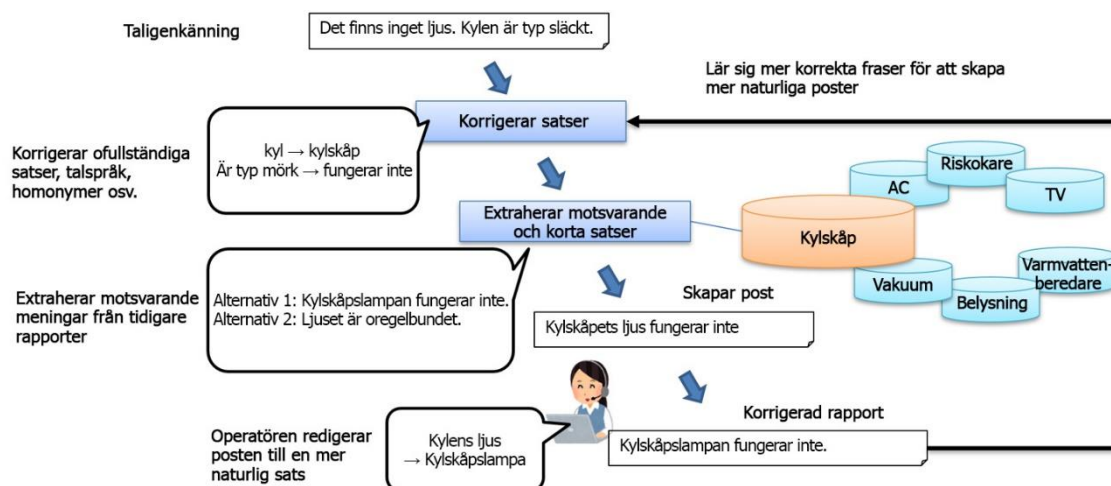 Taligenkänning
Det finns inget ljus. Kylen är typ släckt.
Lär sig mer korrekta fraser för att skapa
mer naturliga poster
Korrigerar satser
Korrigerar ofullständiga
satser, talspråk,
homonymer osv.
kyl → kylskåp
Är typ mörk → fungerar inte
Extraherar motsvarande
och korta satser
Kylskåp
AC
Riskokare
TV
Vakuum
Belysning
Varmvatten-
beredare
Extraherar motsvarande
meningar från tidigare
rapporter
Alternativ 1: Kylskåpslampan fungerar inte.
Alternativ 2: Ljuset är oregelbundet.
Skapar post
Kylskåpets ljus fungerar inte
Operatören redigerar
posten till en mer
naturlig sats
Kylens ljus
→ Kylskåpslampa
Korrigerad rapport
Kylskåpslampan fungerar inte.